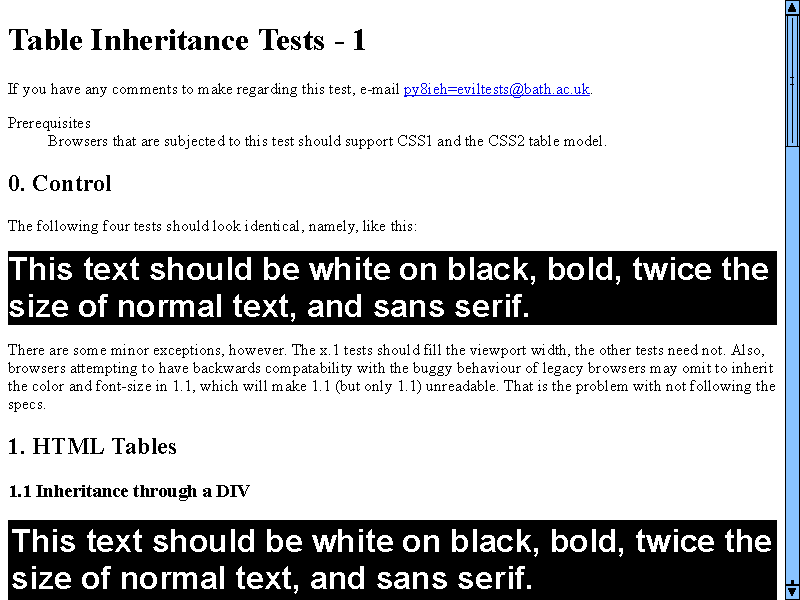 Table Inheritance Tests - 1
If you have any comments to make regarding this test, e-mail py8ieh=eviltests@bath.ac.uk.
Prerequisites
Browsers that are subjected to this test should support CSS1 and the CSS2 table model.
0. Control
The following four tests should look identical, namely, like this:
This text should be white on black, bold, twice the
size of normal text, and sans serif.
There are some minor exceptions, however. The x.1 tests should fill the viewport width, the other tests need not. Also,
browsers attempting to have backwards compatability with the buggy behaviour of legacy browsers may omit to inherit
the color and font-size in 1.1, which will make 1.1 (but only 1.1) unreadable. That is the problem with not following the
specs.
1. HTML Tables
1.1 Inheritance through a DIV
This text should be white on black, bold, twice the
size of normal text, and sans serif.